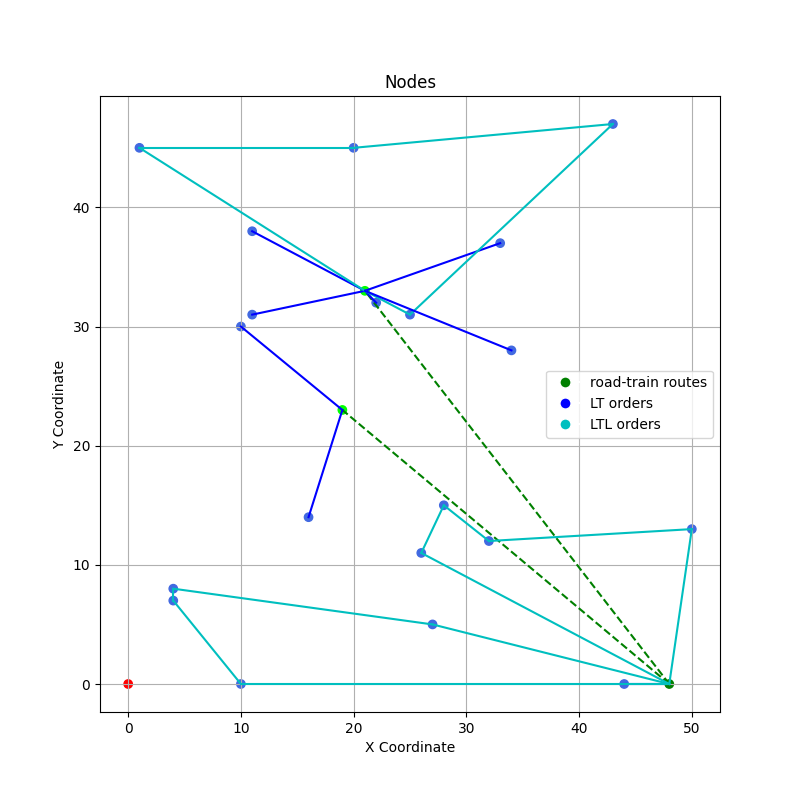 Nodes
Y Coordinate
40
30
20
10
0
road-train routes
LT orders
LTL orders
0 10 20 30 40 50
X Coordinate